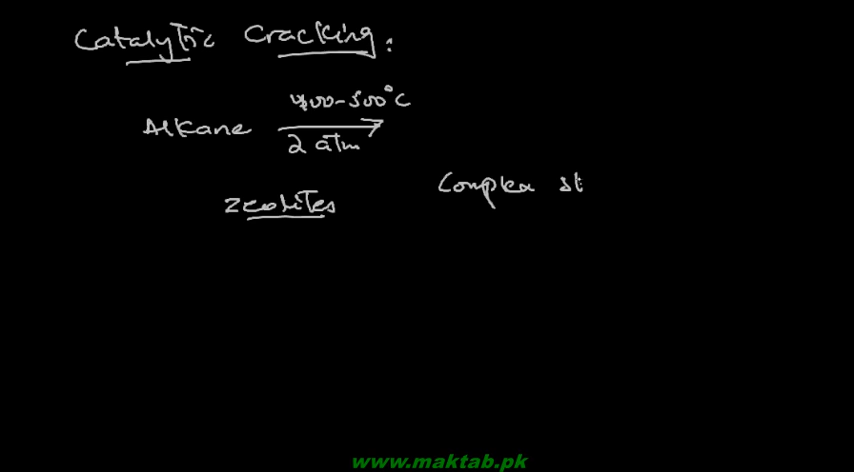 Catalytic Cracking :
400-500°C
Alkane
2 atm
Complex st
zeolites
www.maktab.pk